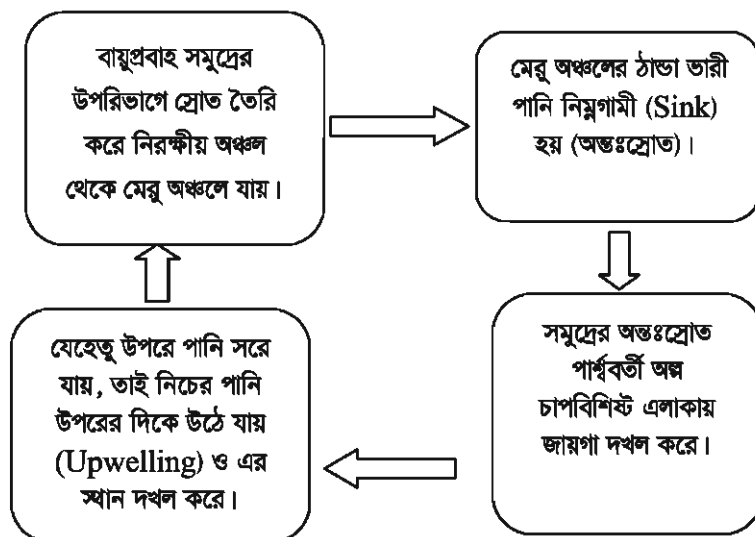 বায়ুপ্রবাহ সমুদ্রের
উপরিভাগে স্রোত তৈরি
করে নিরক্ষীয় অঞ্চল
থেকে মেরু অঞ্চলে যায়।
মেরু অঞ্চলের ঠান্ডা ভারী
পানি নিম্নগামী (Sink)
হয় (অন্তঃস্রোত)।
সমুদ্রের অন্তঃস্রোত
পার্শ্ববর্তী অল্প
চাপবিশিষ্ট এলাকায়
জায়গা দখল করে।
যেহেতু উপরে পানি সরে
যায়, তাই নিচের পানি
উপরের দিকে উঠে যায়
(Upwelling) ও এর
স্থান দখল করে।